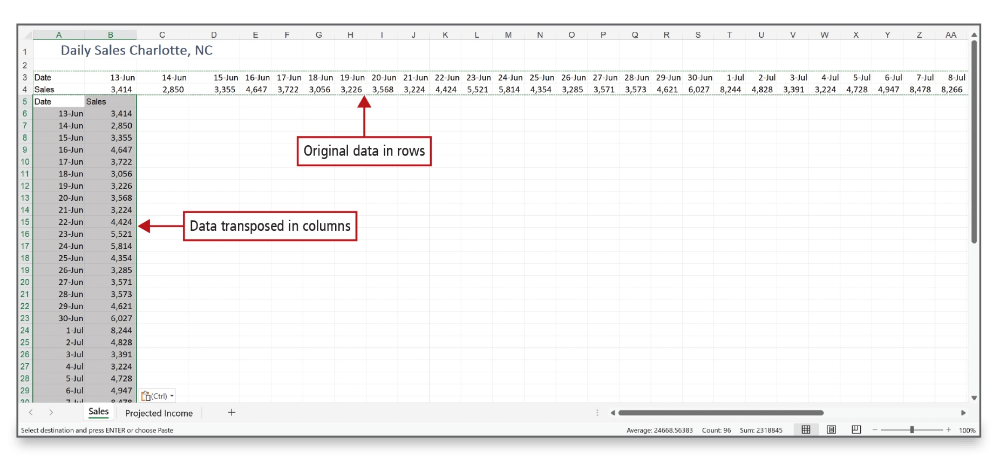 A B C D E F G H I J K L M N O P Q R S T U V W X Y Z AA
1 Daily Sales Charlotte, NC
2
3 Date 13-Jun 14-Jun 15-Jun 16-Jun 17-Jun 18-Jun 19-Jun 20-Jun 21-Jun 22-Jun 23-Jun 24-Jun 25-Jun 26-Jun 27-Jun 28-Jun 29-Jun 30-Jun 1-Jul 2-Jul 3-Jul 4-Jul 5-Jul 6-Jul 7-Jul 8-Jul
4 Sales 3,414 2,850 3,355 4,647 3,722 3,056 3,226 3,568 3,224 4,424 5,521 5,814 4,354 3,285 3,571 3,573 4,621 6,027 8,244 4,828 3,391 3,224 4,728 4,947 8,478 8,266
5 Date Sales
6 13-Jun 3,414
7 14-Jun 2,850
8 15-Jun 3,355
9 16-Jun 4,647
Original data in rows
10 17-Jun 3,722
11 18-Jun 3,056
12 19-Jun 3,226
13 20-Jun 3,568
14 21-Jun 3,224
15 22-Jun 4,424
Data transposed in columns
16 23-Jun 5,521
17 24-Jun 5,814
18 25-Jun 4,354
19 26-Jun 3,285
20 27-Jun 3,571
21 28-Jun 3,573
22 29-Jun 4,621
23 30-Jun 6,027
24 1-Jul 8,244
25 2-Jul 4,828
26 3-Jul 3,391
27 4-Jul 3,224
28 5-Jul 4,728
29 6-Jul 4,947
(Ctrl)
30 7-Jul 8,478
Sales Projected Income
Select destination and press ENTER or choose Paste Average: 24668.56383 Count: 96 Sum: 2318845 100%